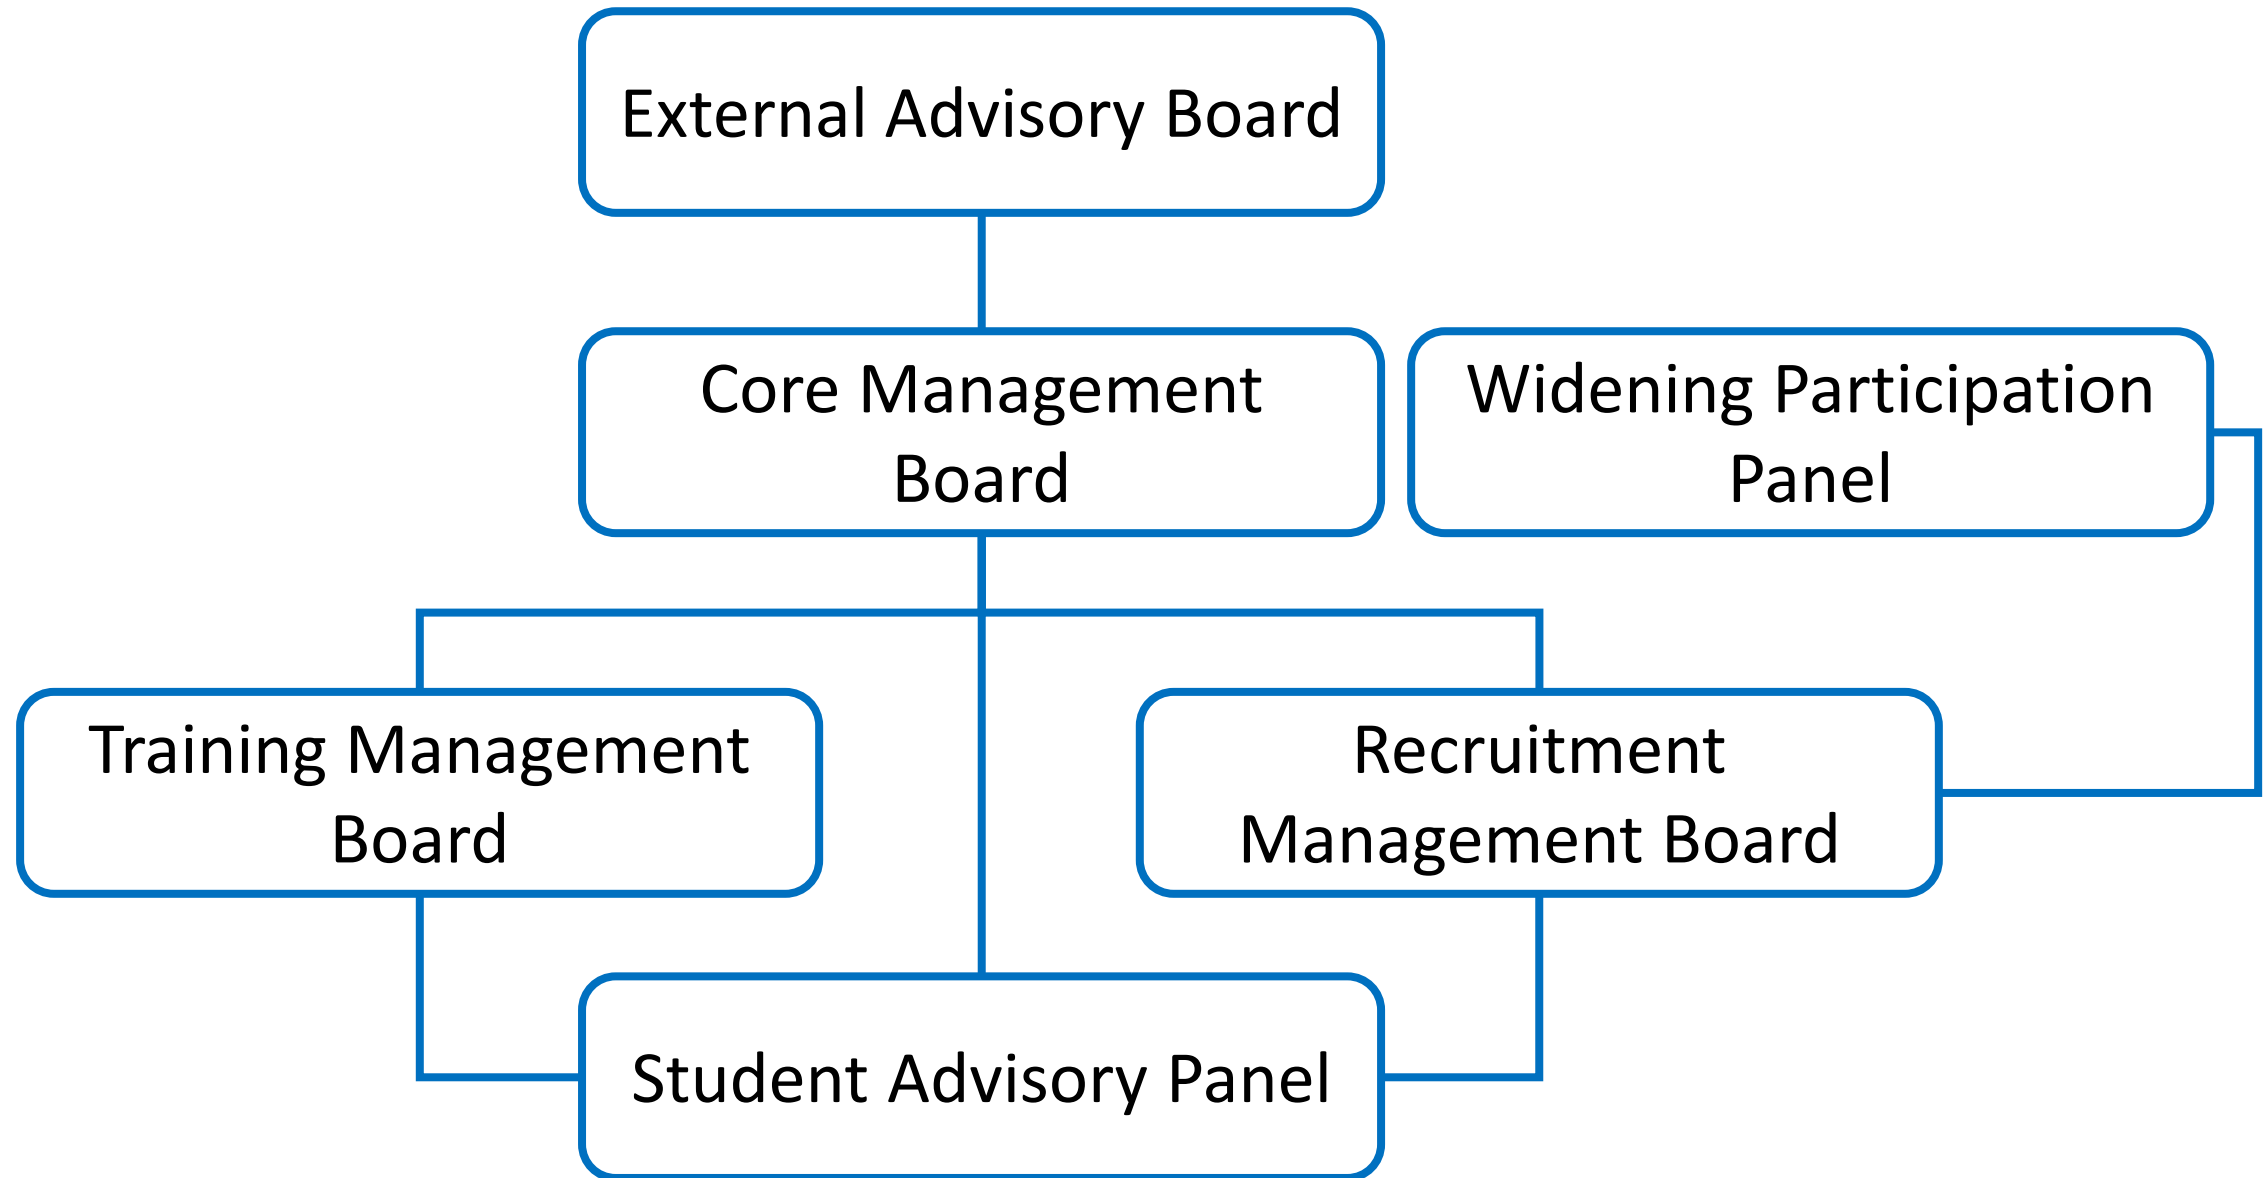 External Advisory Board
Core Management
Board
Widening Participation
Panel
Training Management
Board
Recruitment
Management Board
Student Advisory Panel